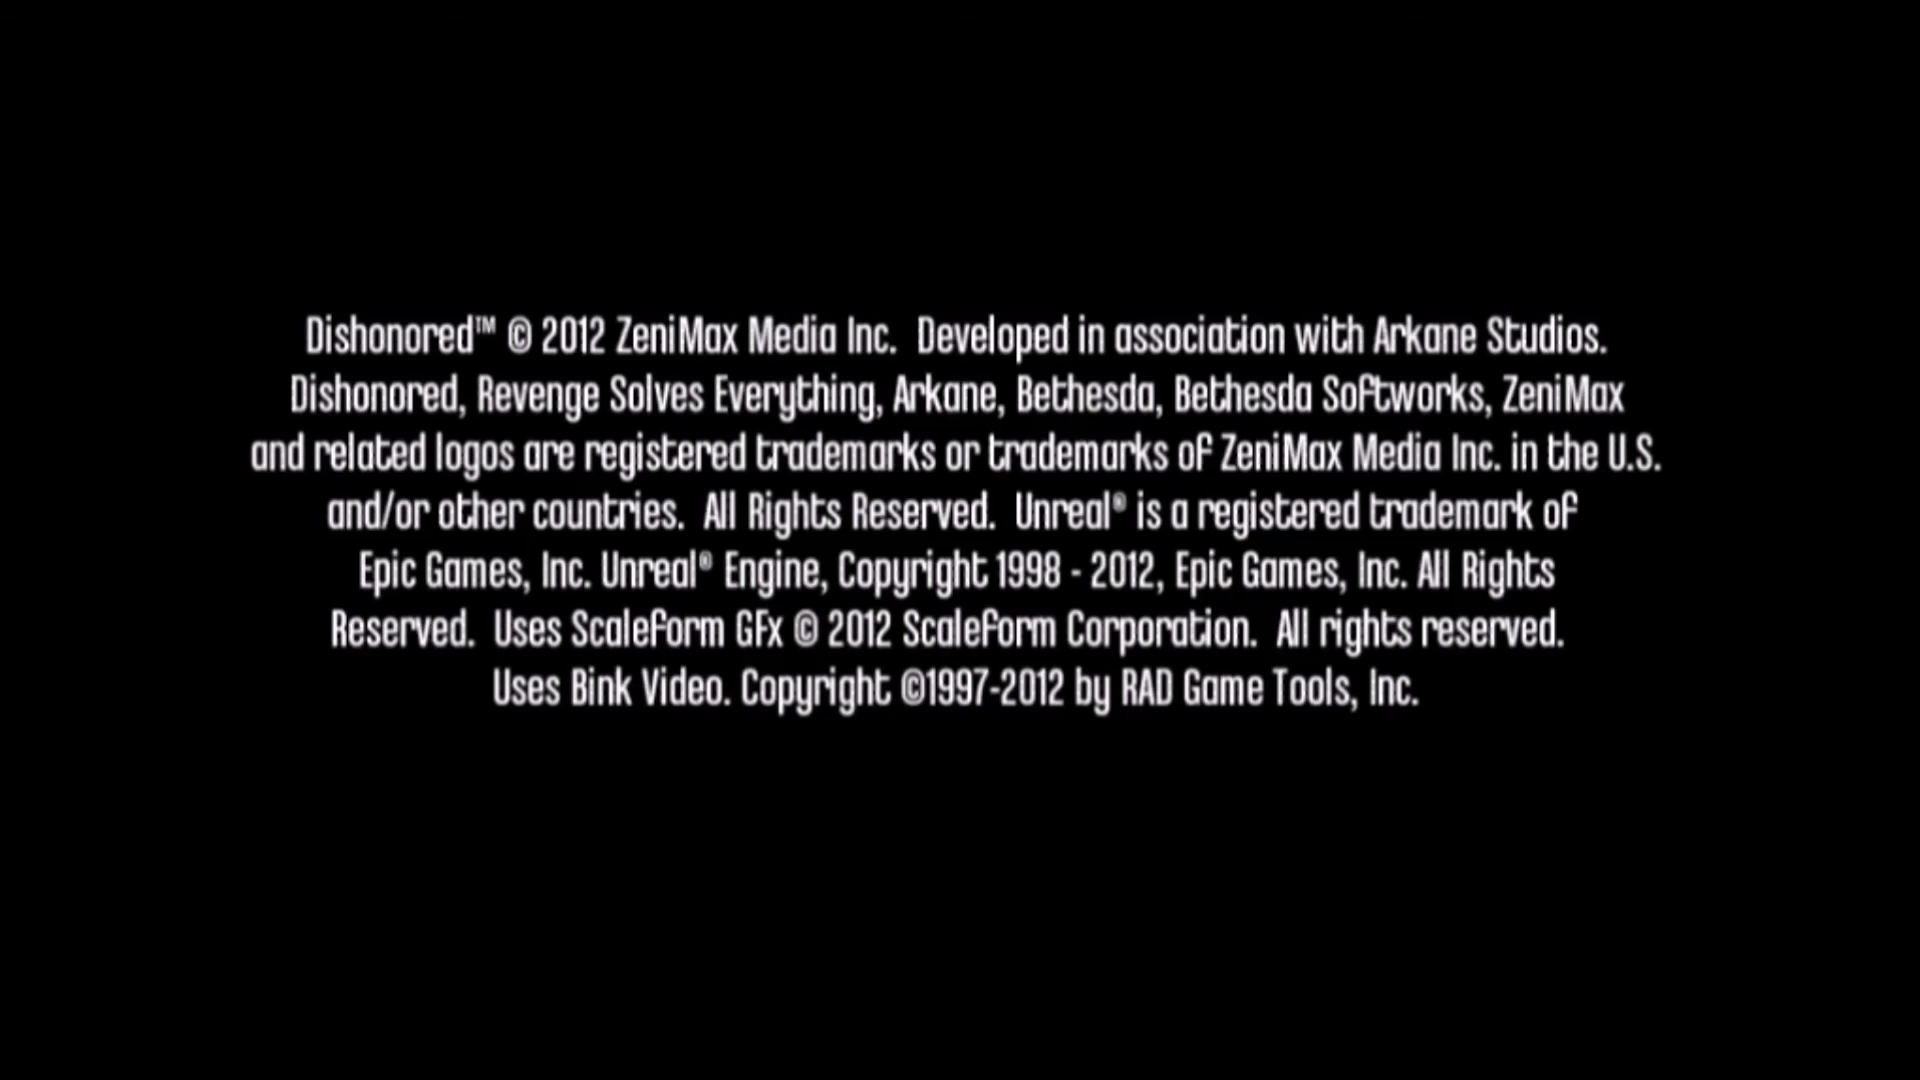 Dishonored™ © 2012 ZeniMax Media Inc.  Developed in association with Arkane Studios.
Dishonored, Revenge Solves Everything, Arkane, Bethesda, Bethesda Softworks, ZeniMax
and related logos are registered trademarks or trademarks of ZeniMax Media Inc. in the U.S.
and/or other countries.  All Rights Reserved.  Unreal® is a registered trademark of
Epic Games, Inc. Unreal® Engine, Copyright 1998 - 2012, Epic Games, Inc. All Rights
Reserved.  Uses Scaleform GFx © 2012 Scaleform Corporation.  All rights reserved.
Uses Bink Video. Copyright ©1997-2012 by RAD Game Tools, Inc.